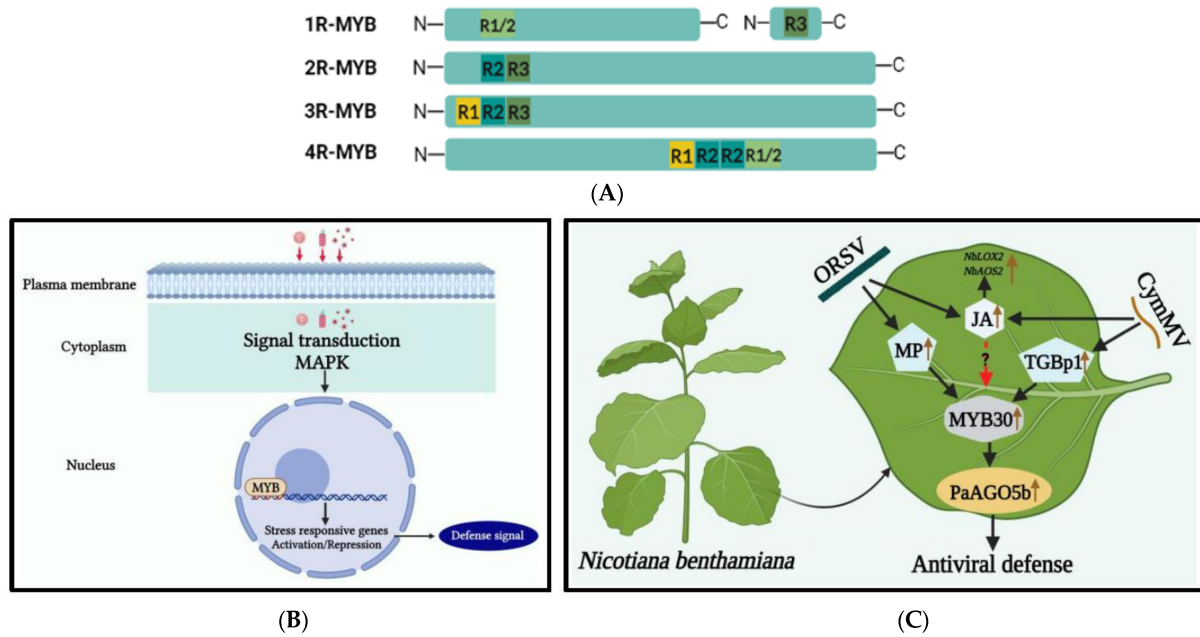 1R-MYB N R1/2 C N R3 C
2R-MYB N R2 R3 C
3R-MYB N R1 R2 R3 C
4R-MYB N R1 R2 R2 R1/2 C
(A)
Plasma membrane
Cytoplasm
Signal transduction
MAPK
Nucleus
MYB
Stress responsive genes
Activation/Repression
Defense signal
(B)
ORSV
NbLOX2
NbAOS2
CymMV
JA
MP
?
TGBp1
MYB30
PaAGO5b
Nicotiana benthamiana
Antiviral defense
(C)